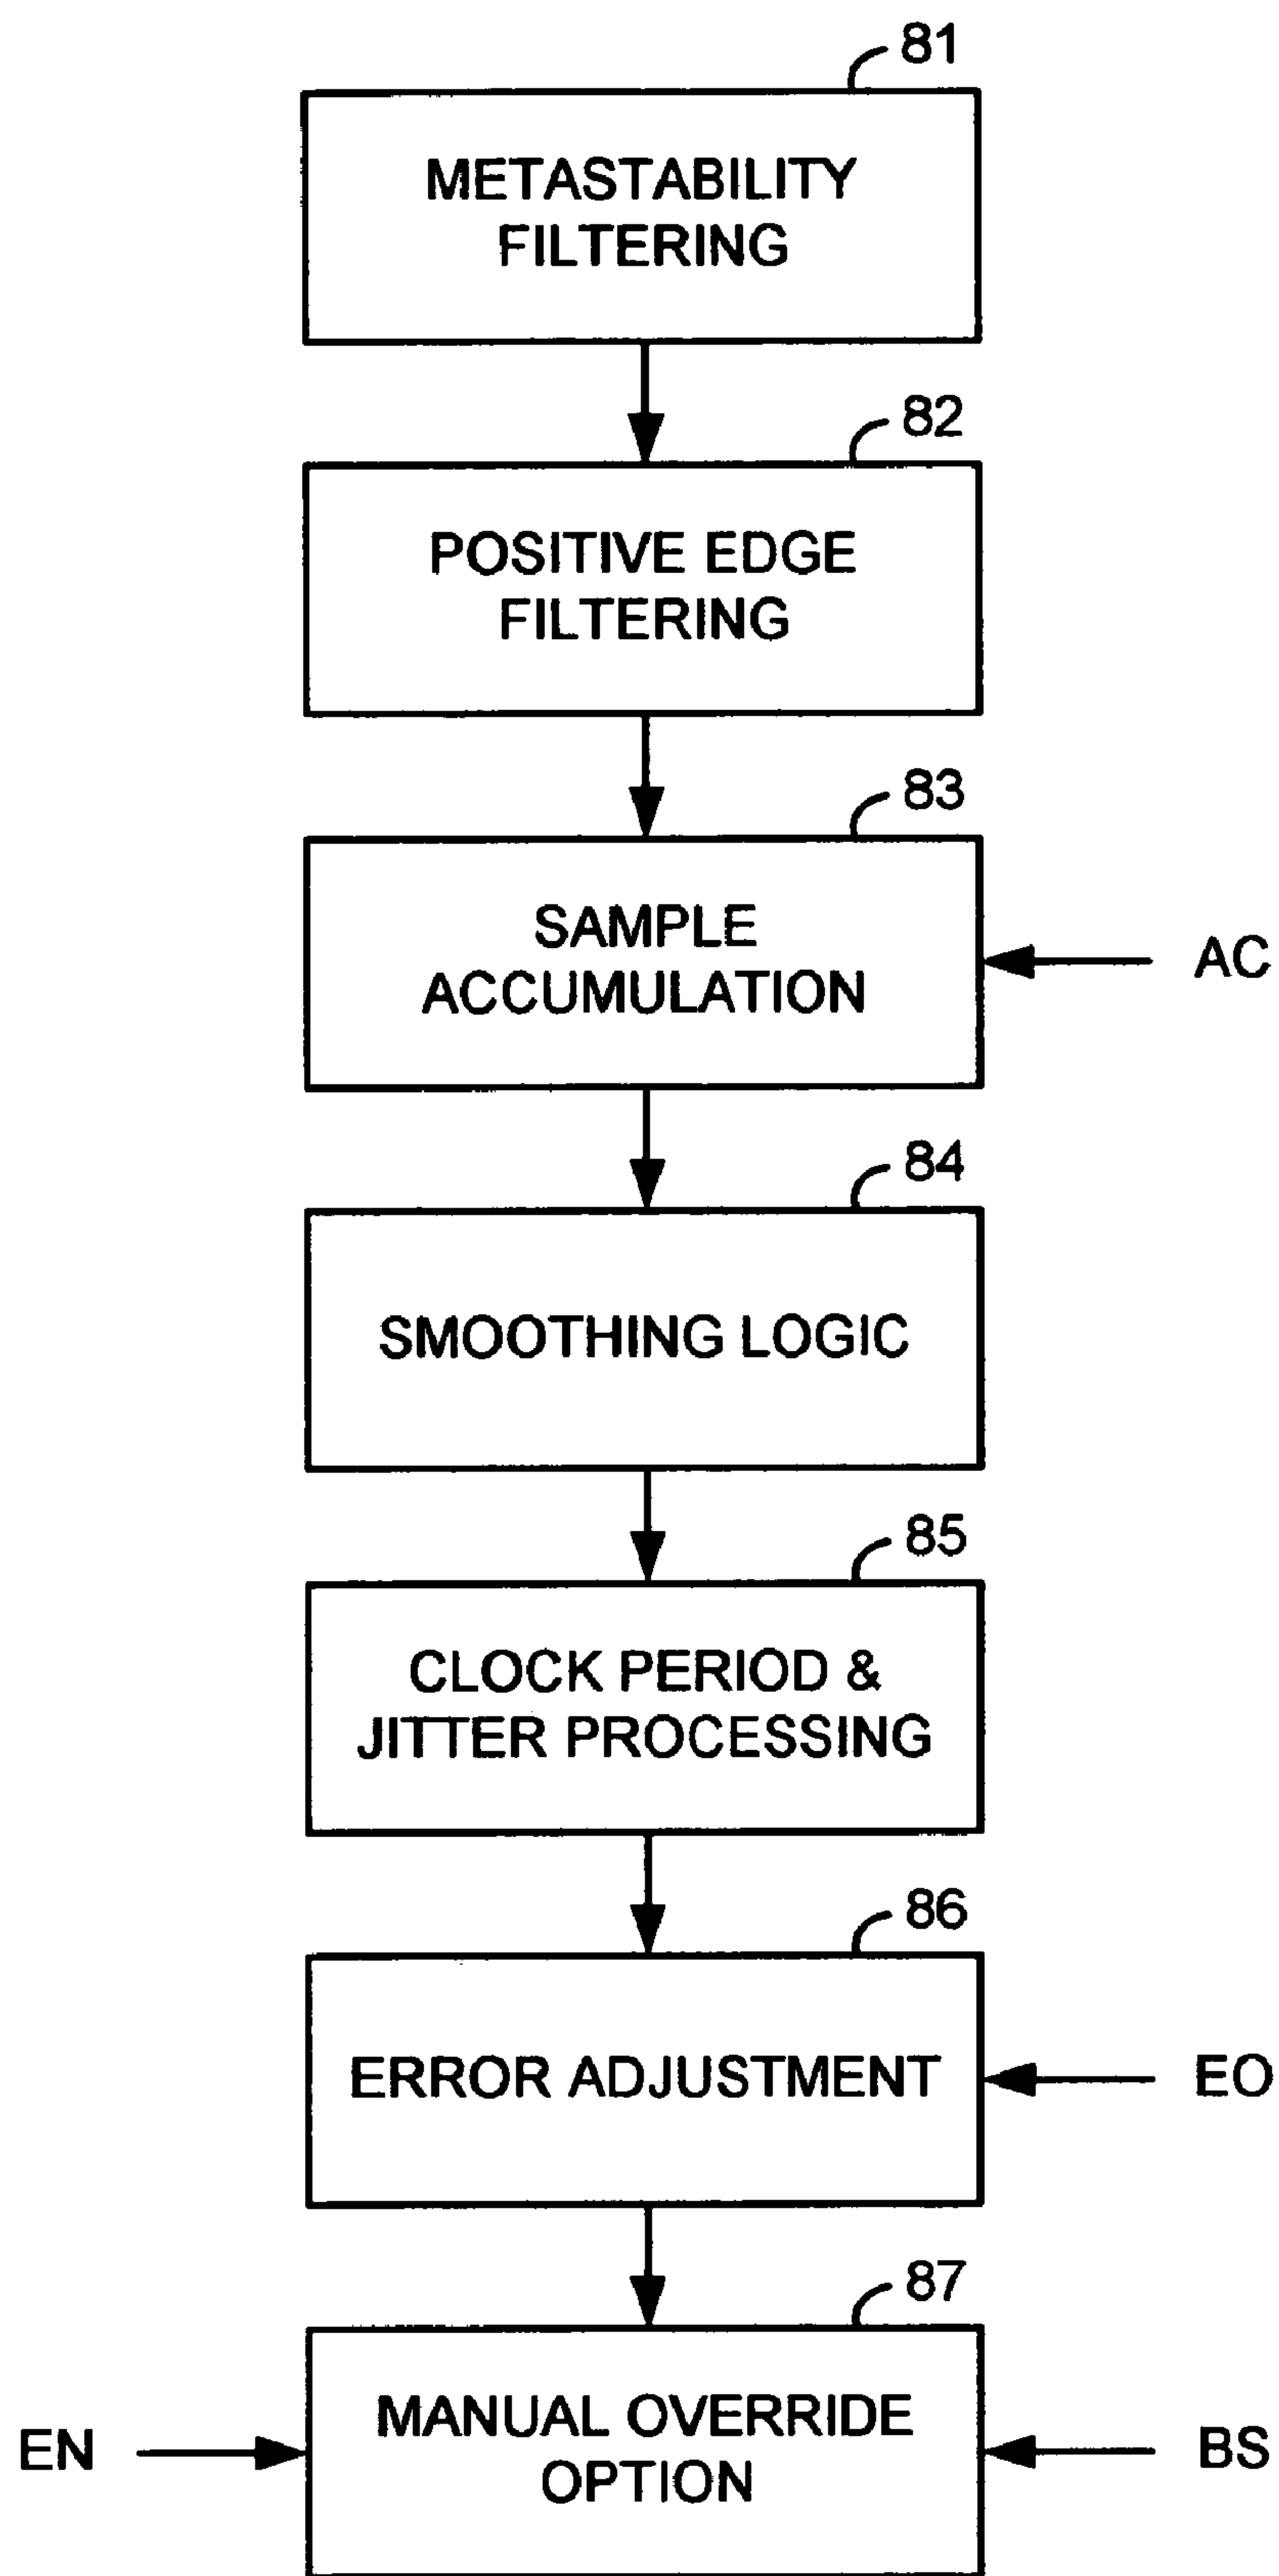 81
METASTABILITY
FILTERING
82
POSITIVE EDGE
FILTERING
83
SAMPLE
ACCUMULATION
AC
84
SMOOTHING LOGIC
85
CLOCK PERIOD &
JITTER PROCESSING
86
ERROR ADJUSTMENT
EO
87
EN
MANUAL OVERRIDE
OPTION
BS